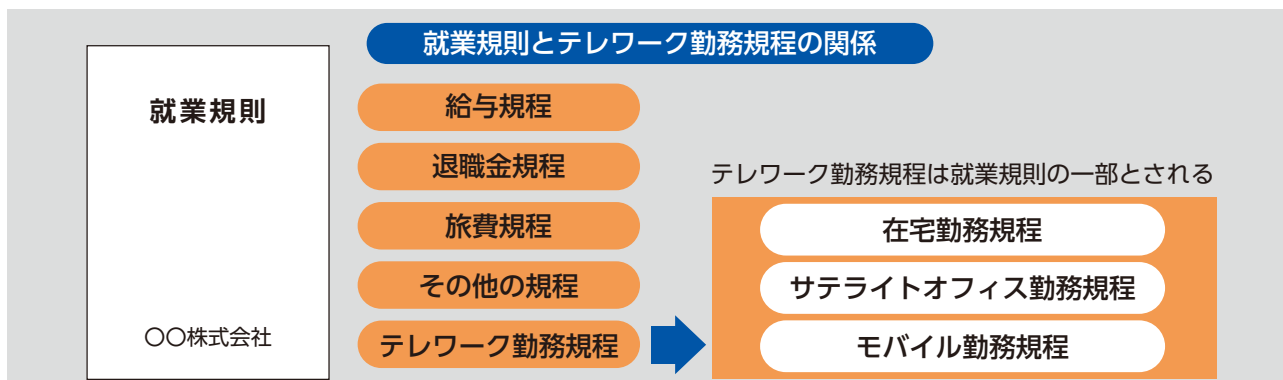 就業規則とテレワーク勤務規程の関係
就業規則
〇〇株式会社
給与規程
退職金規程
旅費規程
その他の規程
テレワーク勤務規程
テレワーク勤務規程は就業規則の一部とされる
在宅勤務規程
サテライトオフィス勤務規程
モバイル勤務規程